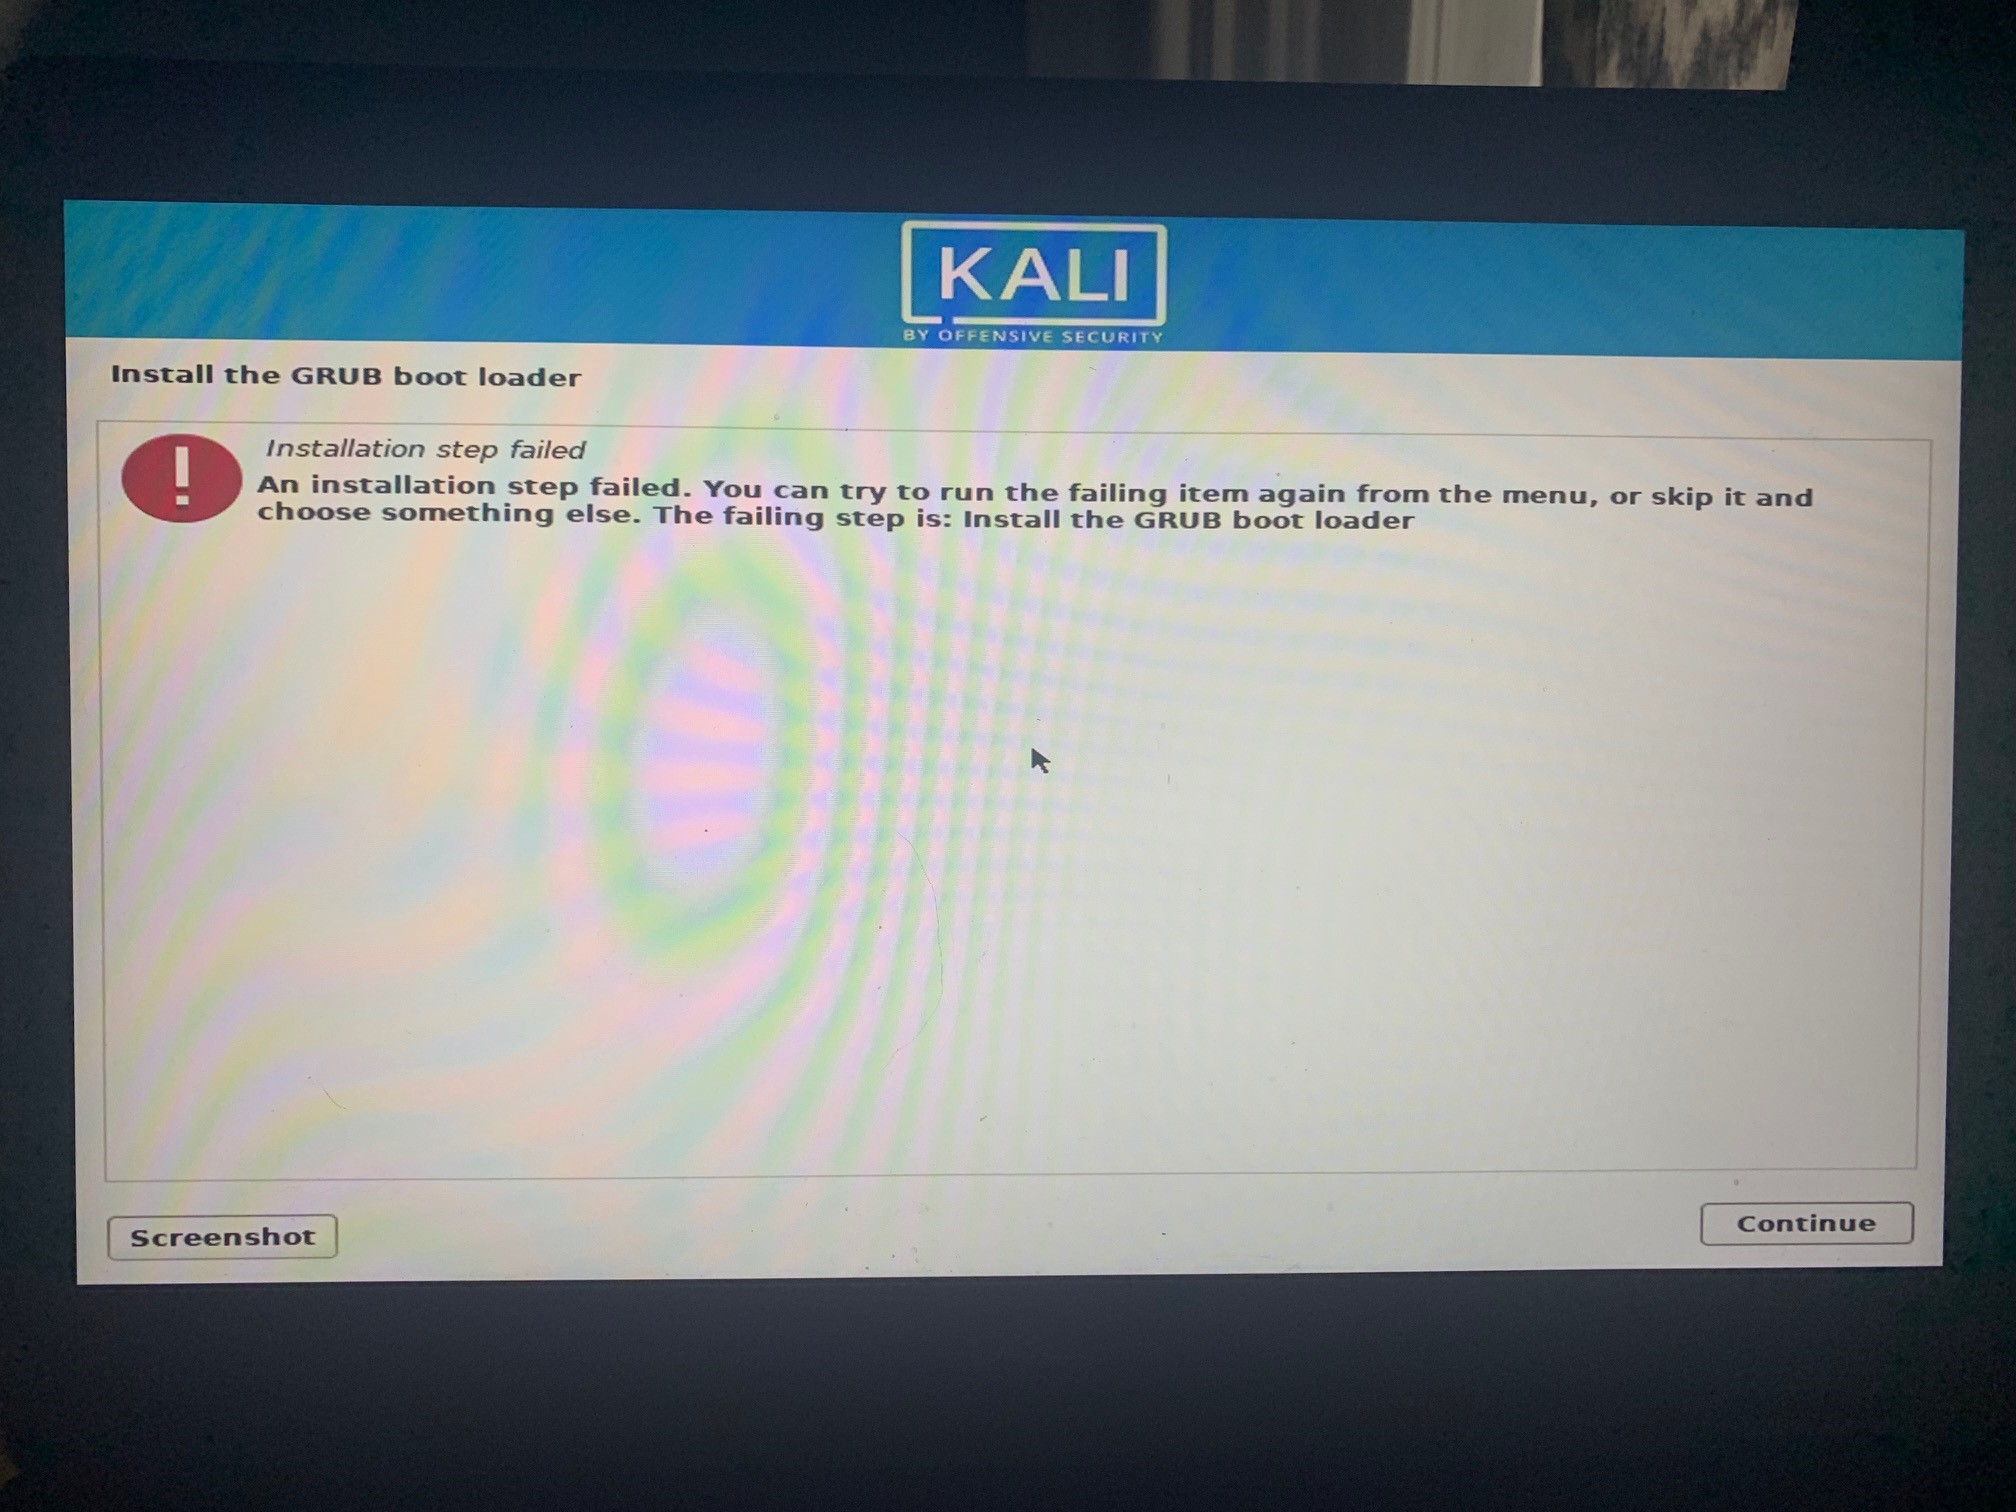 KALI
BY OFFENSIVE SECURITY
Install the GRUB boot loader
Installation step failed
An installation step failed. You can try to run the failing item again from the menu, or skip it and
choose something else. The failing step is: Install the GRUB boot loader
Screenshot
Continue